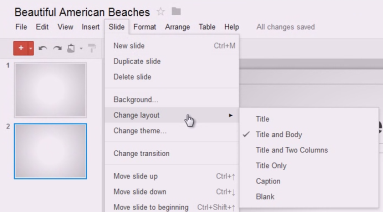 Beautiful American Beaches
File Edit View Insert Slide Format Arrange Table Help All changes saved
New slide Ctrl+M
Duplicate slide
Delete slide
1
Background...
Change layout
Title
2
Change theme...
Title and Body
Title and Two Columns
Change transition
Title Only
Move slide up Ctrl+↑
Caption
Move slide down Ctrl+↓
Blank
Move slide to beginning Ctrl+Shift+↑